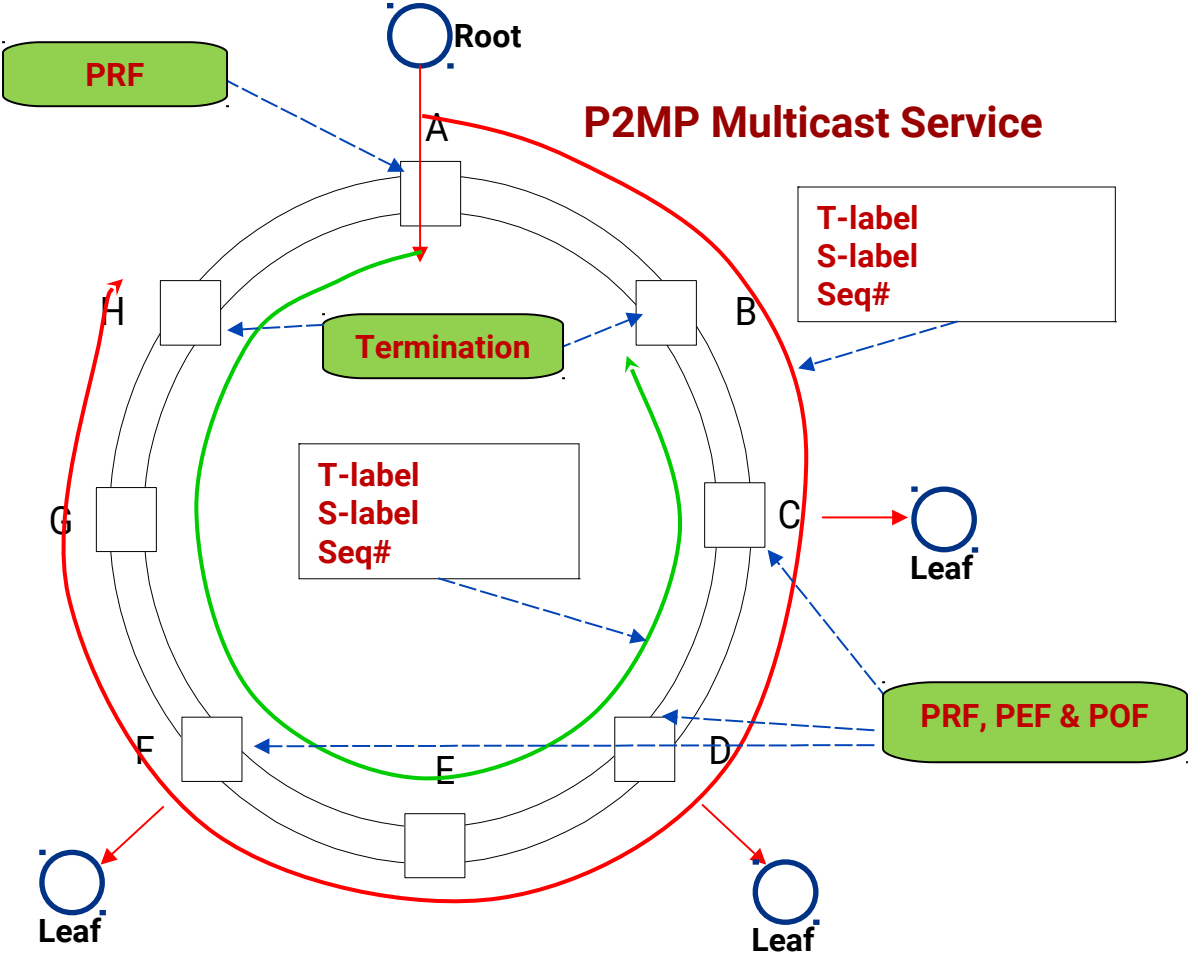 Root
PRF
A
P2MP Multicast Service
T-label
S-label
Seq#
H
B
Termination
T-label
S-label
Seq#
G
C
Leaf
PRF, PEF & POF
F
E
D
Leaf
Leaf